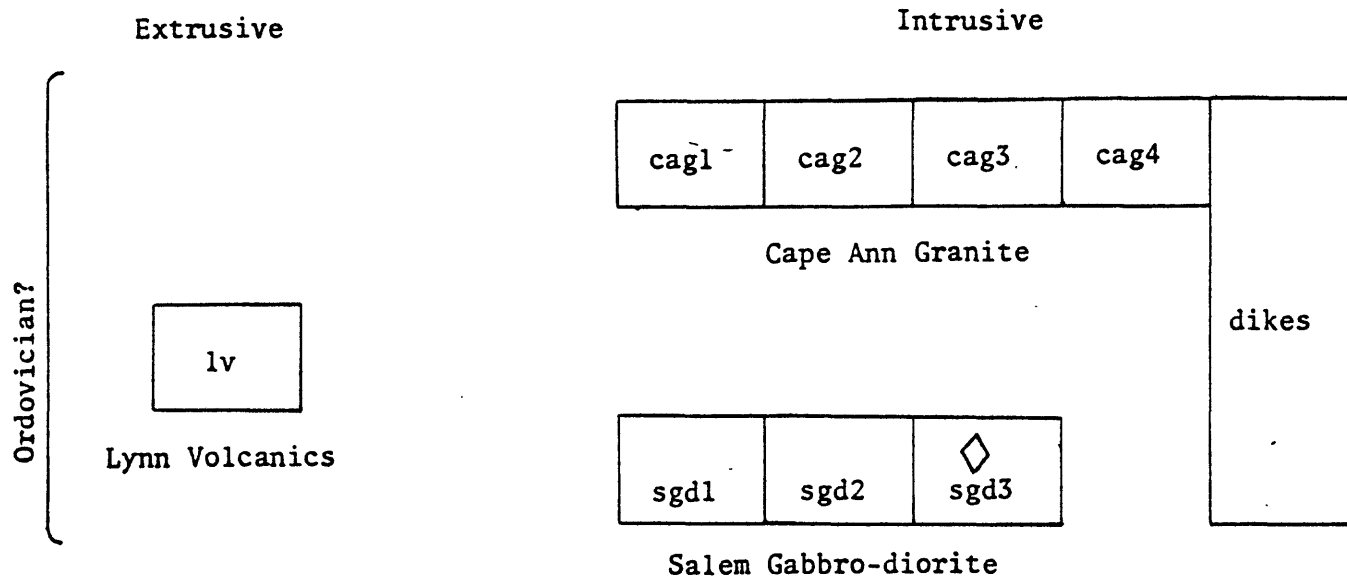 Extrusive
Intrusive
cag1
cag2
cag3
cag4
Cape Ann Granite
dikes
Ordovician?
lv
Lynn Volcanics
sgd1
sgd2
sgd3
Salem Gabbro-diorite